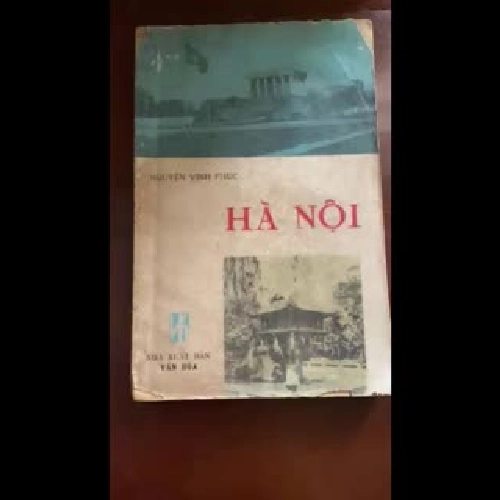 NGUYỄN VINH PHÚC
HÀ NỘI
NHÀ XUẤT BẢN
VĂN HÓA